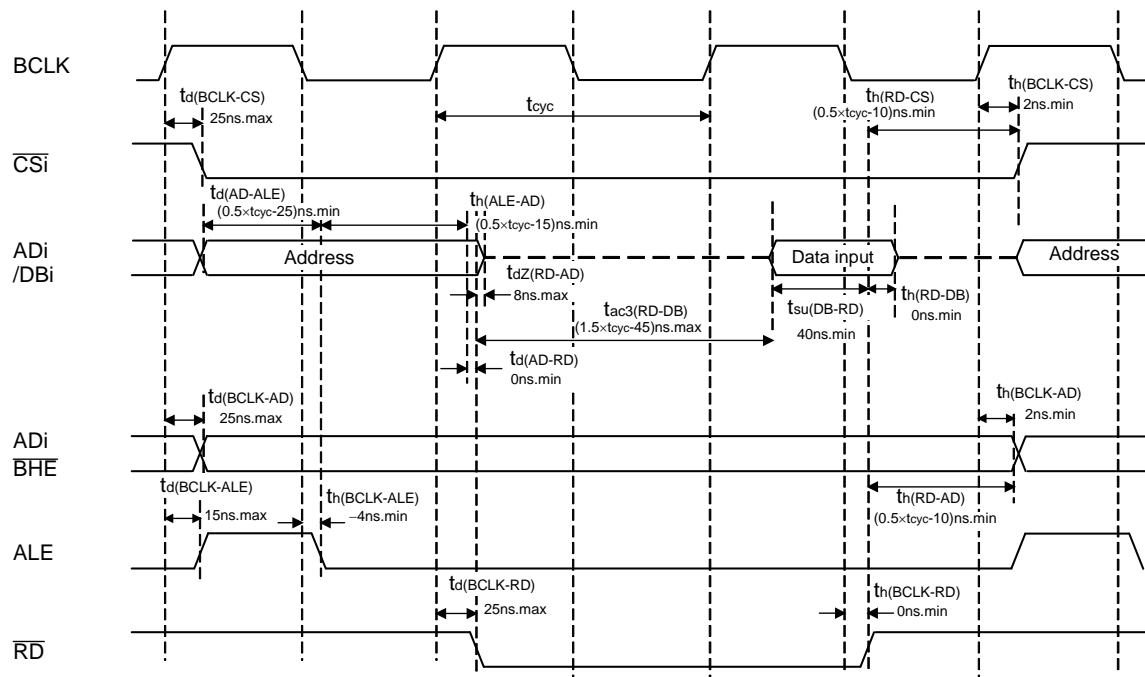 BCLK
td(BCLK-CS)
25ns.max
tcyc
th(RD-CS)
(0.5×tcyc-10)ns.min
th(BCLK-CS)
2ns.min
CSi
td(AD-ALE)
(0.5×tcyc-25)ns.min
th(ALE-AD)
(0.5×tcyc-15)ns.min
ADi
/DBi
Address
Data input
Address
tdZ(RD-AD)
8ns.max
tac3(RD-DB)
(1.5×tcyc-45)ns.max
tsu(DB-RD)
40ns.min
th(RD-DB)
0ns.min
td(AD-RD)
0ns.min
td(BCLK-AD)
25ns.max
th(BCLK-AD)
2ns.min
ADi
BHE
td(BCLK-ALE)
15ns.max
th(BCLK-ALE)
−4ns.min
th(RD-AD)
(0.5×tcyc-10)ns.min
ALE
td(BCLK-RD)
25ns.max
th(BCLK-RD)
0ns.min
RD